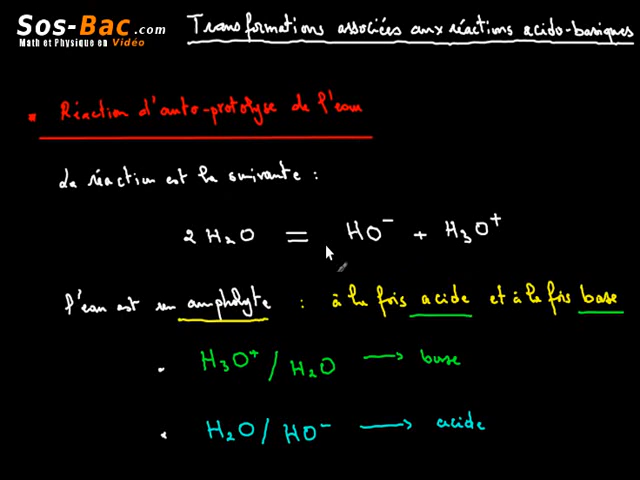 Sos-Bac.com
Math et Physique en Vidéo
Transformations associées aux réactions acido-basiques
Réaction d'auto-protolyse de l'eau
La réaction est la suivante :
2 H₂O = HO⁻ + H₃O⁺
l'eau est un ampholyte : à la fois acide et à la fois base
. H₃O⁺ / H₂O → base
. H₂O / HO⁻ → acide